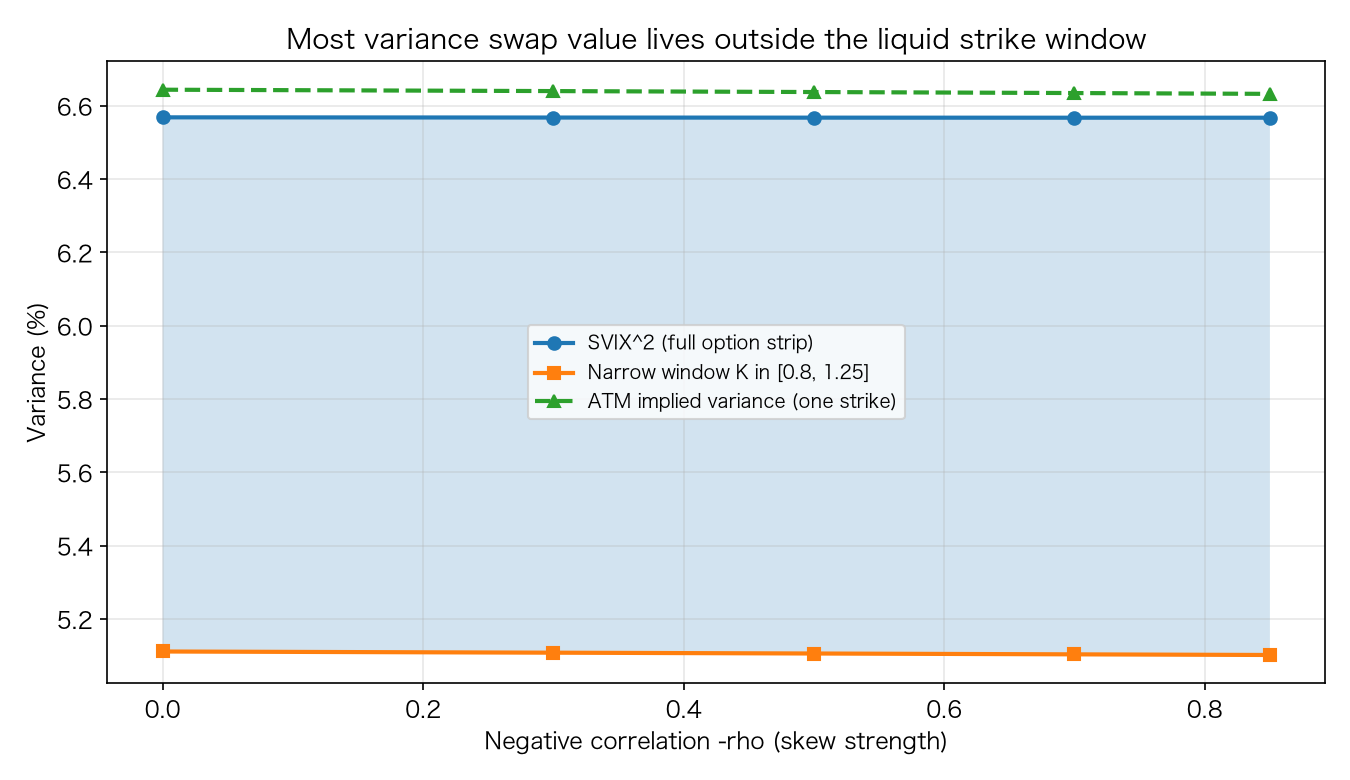 Most variance swap value lives outside the liquid strike window
Variance (%)
6.6
6.4
6.2
6.0
5.8
5.6
5.4
5.2
SVIX^2 (full option strip)
Narrow window K in [0.8, 1.25]
ATM implied variance (one strike)
0.0 0.2 0.4 0.6 0.8
Negative correlation -rho (skew strength)